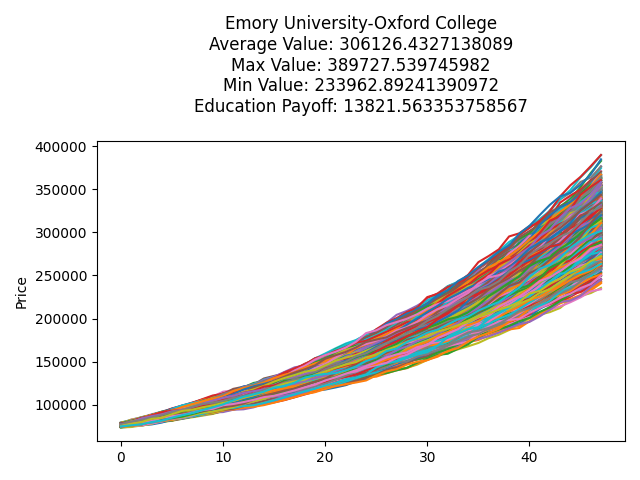 Emory University-Oxford College
Average Value: 306126.4327138089
Max Value: 389727.539745982
Min Value: 233962.89241390972
Education Payoff: 13821.563353758567
400000
350000
300000
250000
200000
150000
100000
Price
0 10 20 30 40